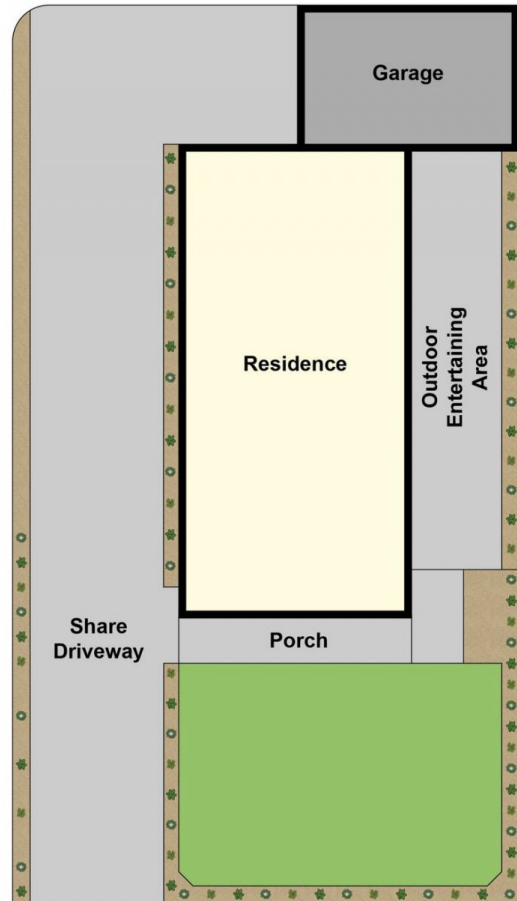 Garage
Residence
Outdoor
Entertaining
Area
Share
Driveway
Porch